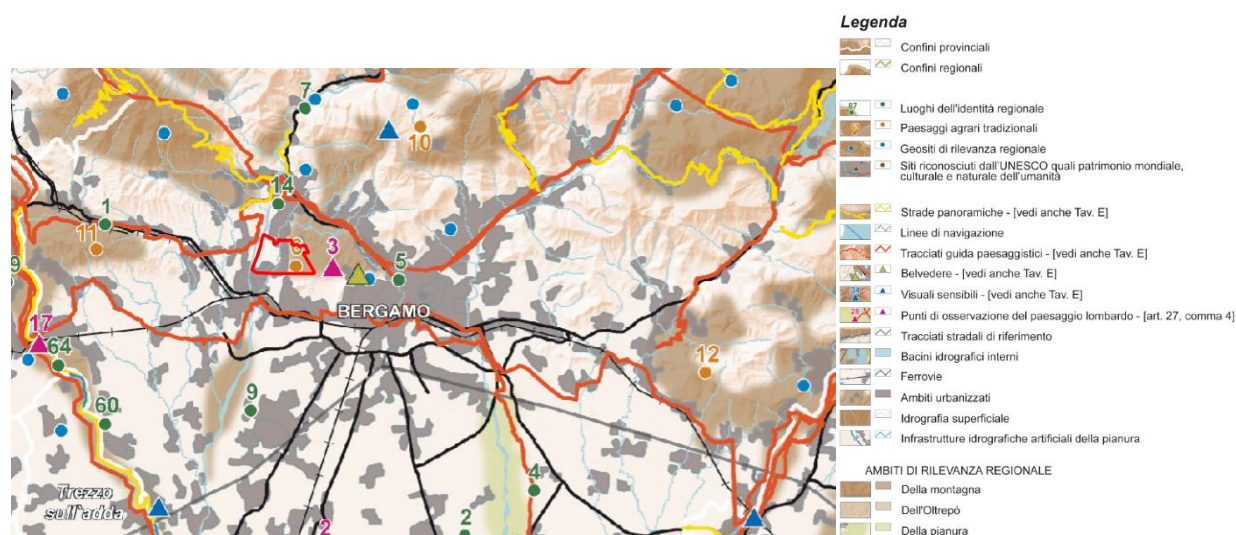 Legenda
Confini provinciali
Confini regionali
Luoghi dell'identità regionale
Paesaggi agrari tradizionali
Geositi di rilevanza regionale
Siti riconosciuti dall'UNESCO quali patrimonio mondiale,
culturale e naturale dell'umanità
Strade panoramiche - [vedi anche Tav. E]
Linee di navigazione
Tracciati guida paesaggistici - [vedi anche Tav. E]
Belvedere - [vedi anche Tav. E]
Visuali sensibili - [vedi anche Tav. E]
Punti di osservazione del paesaggio lombardo - [art. 27, comma 4]
Tracciati stradali di riferimento
Bacini idrografici interni
Ferrovie
Ambiti urbanizzati
Idrografia superficiale
Infrastrutture idrografiche artificiali della pianura
AMBITI DI RILEVANZA REGIONALE
Della montagna
Dell'Oltrepò
Della pianura
7
10
14
1
11
3
5
9
BERGAMO
17
64
12
9
60
4
Trezzo
sull'adda
2
2